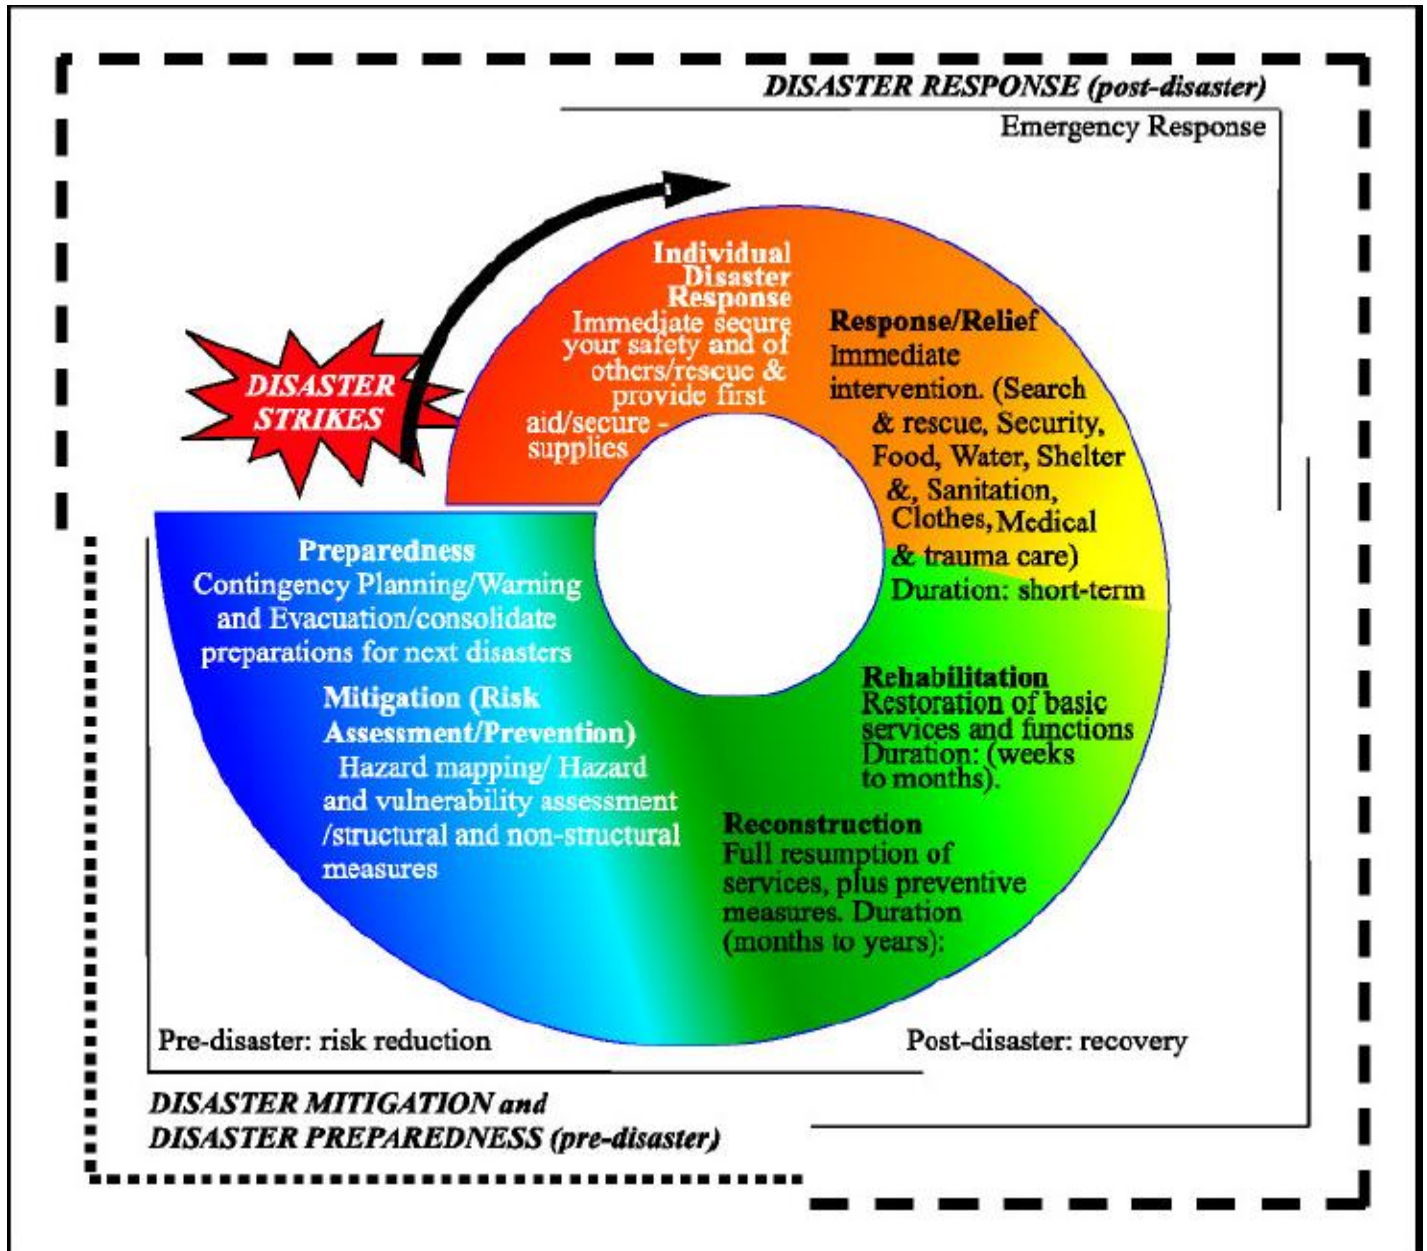 DISASTER RESPONSE (post-disaster)
Emergency Response
DISASTER
STRIKES
Individual
Disaster
Response
Immediate secure
your safety and of
others/rescue &
provide first
aid/secure -
supplies
Response/Relief
Immediate
intervention. (Search
& rescue, Security,
Food, Water, Shelter
&, Sanitation,
Clothes, Medical
& trauma care)
Duration: short-term
Rehabilitation
Restoration of basic
services and functions
Duration: (weeks
to months).
Reconstruction
Full resumption of
services, plus preventive
measures. Duration
(months to years):
Preparedness
Contingency Planning/Warning
and Evacuation/consolidate
preparations for next disasters
Mitigation (Risk
Assessment/Prevention)
Hazard mapping/ Hazard
and vulnerability assessment
/structural and non-structural
measures
Pre-disaster: risk reduction
Post-disaster: recovery
DISASTER MITIGATION and
DISASTER PREPAREDNESS (pre-disaster)